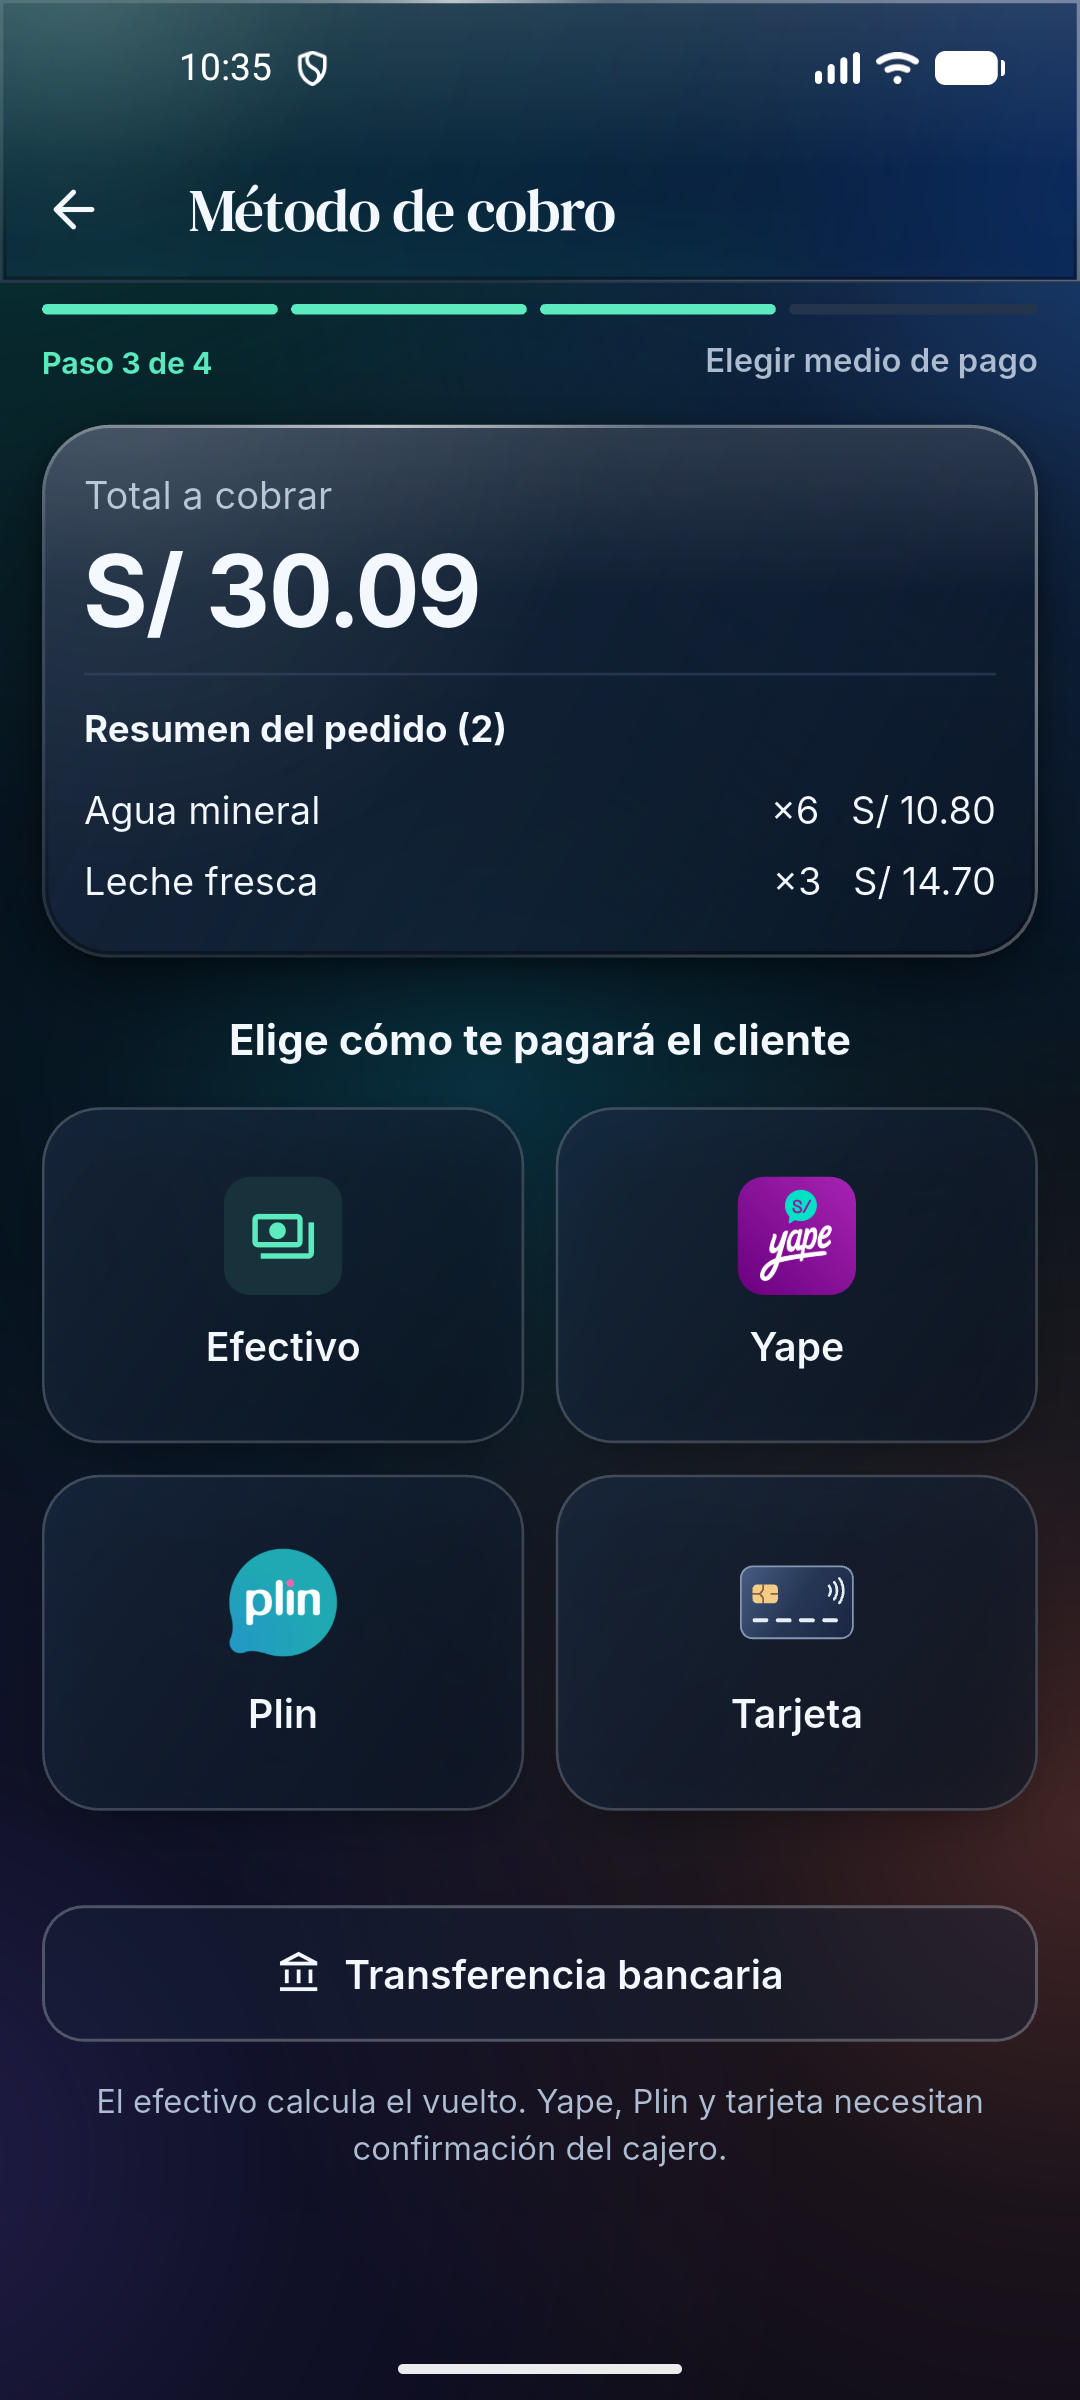 10:35
Método de cobro
Paso 3 de 4
Elegir medio de pago
Total a cobrar
S/ 30.09
Resumen del pedido (2)
Agua mineral ×6 S/ 10.80
Leche fresca ×3 S/ 14.70
Elige cómo te pagará el cliente
S/
yape
Efectivo
Yape
plin
Plin
Tarjeta
Transferencia bancaria
El efectivo calcula el vuelto. Yape, Plin y tarjeta necesitan
confirmación del cajero.